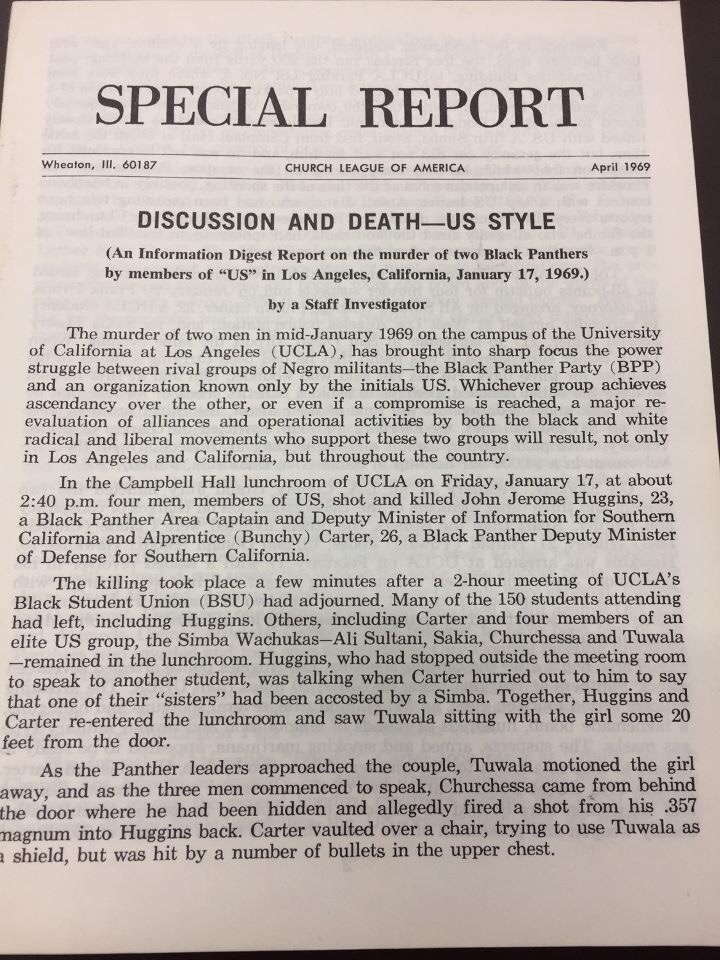 SPECIAL REPORT
Wheaton, Ill. 60187 CHURCH LEAGUE OF AMERICA April 1969
DISCUSSION AND DEATH—US STYLE
(An Information Digest Report on the murder of two Black Panthers
by members of “US” in Los Angeles, California, January 17, 1969.)
by a Staff Investigator
The murder of two men in mid-January 1969 on the campus of the University
of California at Los Angeles (UCLA), has brought into sharp focus the power
struggle between rival groups of Negro militants—the Black Panther Party (BPP)
and an organization known only by the initials US. Whichever group achieves
ascendancy over the other, or even if a compromise is reached, a major re-
evaluation of alliances and operational activities by both the black and white
radical and liberal movements who support these two groups will result, not only
in Los Angeles and California, but throughout the country.
In the Campbell Hall lunchroom of UCLA on Friday, January 17, at about
2:40 p.m. four men, members of US, shot and killed John Jerome Huggins, 23,
a Black Panther Area Captain and Deputy Minister of Information for Southern
California and Alprentice (Bunchy) Carter, 26, a Black Panther Deputy Minister
of Defense for Southern California.
The killing took place a few minutes after a 2-hour meeting of UCLA’s
Black Student Union (BSU) had adjourned. Many of the 150 students attending
had left, including Huggins. Others, including Carter and four members of an
elite US group, the Simba Wachukas—Ali Sultani, Sakia, Churchessa and Tuwala
—remained in the lunchroom. Huggins, who had stopped outside the meeting room
to speak to another student, was talking when Carter hurried out to him to say
that one of their “sisters” had been accosted by a Simba. Together, Huggins and
Carter re-entered the lunchroom and saw Tuwala sitting with the girl some 20
feet from the door.
As the Panther leaders approached the couple, Tuwala motioned the girl
away, and as the three men commenced to speak, Churchessa came from behind
the door where he had been hidden and allegedly fired a shot from his .357
magnum into Huggins back. Carter vaulted over a chair, trying to use Tuwala as
a shield, but was hit by a number of bullets in the upper chest.